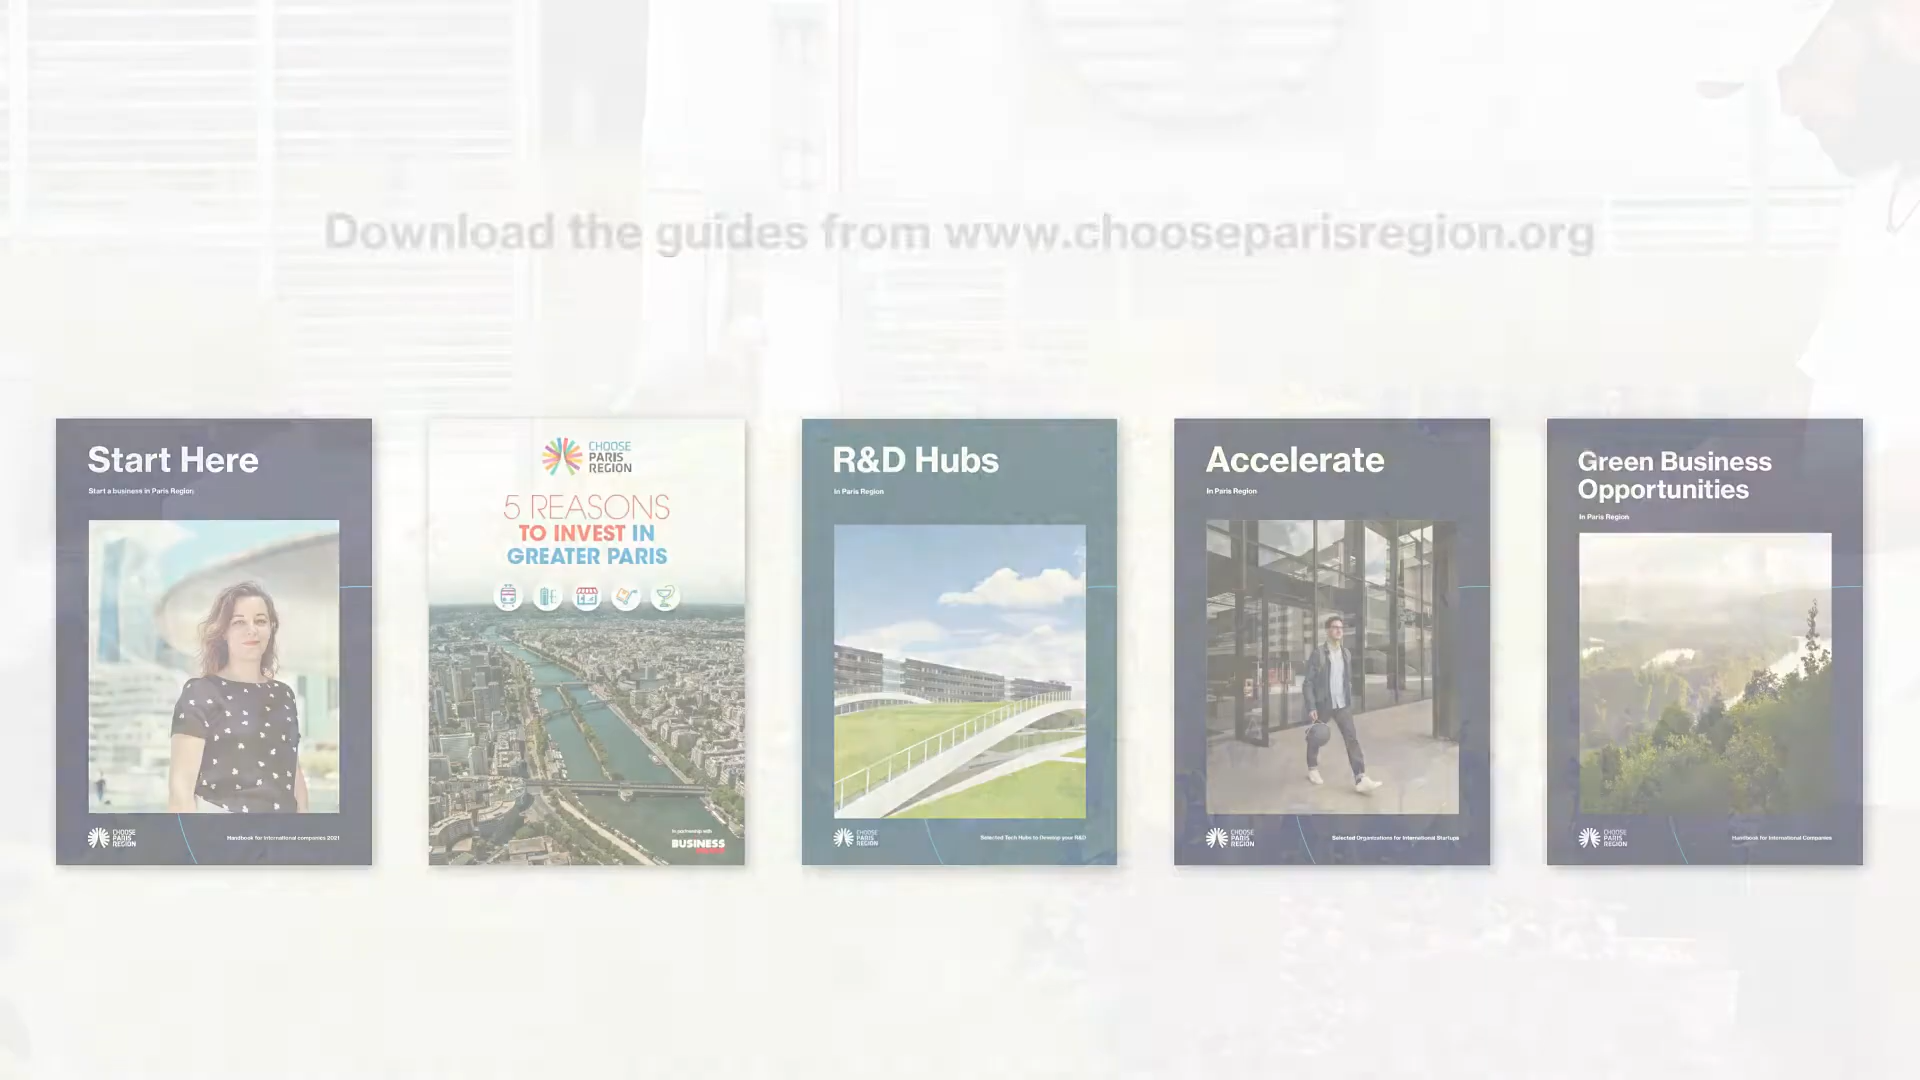 Download the guides from www.chooseparisregion.org
Start Here
Start a business in Paris Region
CHOOSE
PARIS
REGION
Handbook for international companies 2021
CHOOSE
PARIS
REGION
5 REASONS
TO INVEST IN
GREATER PARIS
In partnership with
BUSINESS
R&D Hubs
In Paris Region
CHOOSE
PARIS
REGION
Selected Tech Hubs to Develop your R&D
Accelerate
In Paris Region
CHOOSE
PARIS
REGION
Selected Organizations for International Startups
Green Business
Opportunities
In Paris Region
CHOOSE
PARIS
REGION
Handbook for International Companies